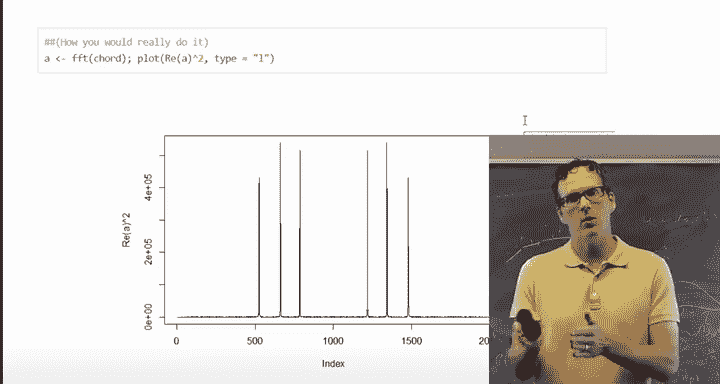 ##(How you would really do it)
a <- fft(chord); plot(Re(a)^2, type = "l")
Re(a)^2
4e+05
2e+05
0e+00
0 500 1000 1500
Index